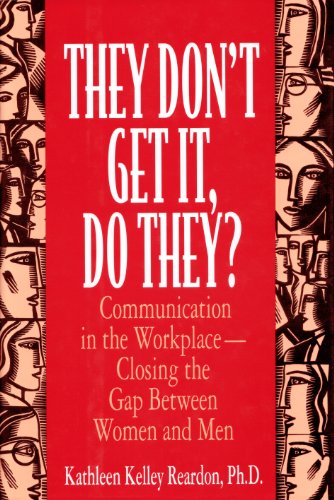 THEY DON'T
GET IT,
DO THEY?
Communication
in the Workplace—
Closing the
Gap Between
Women and Men
Kathleen Kelley Reardon, Ph.D.